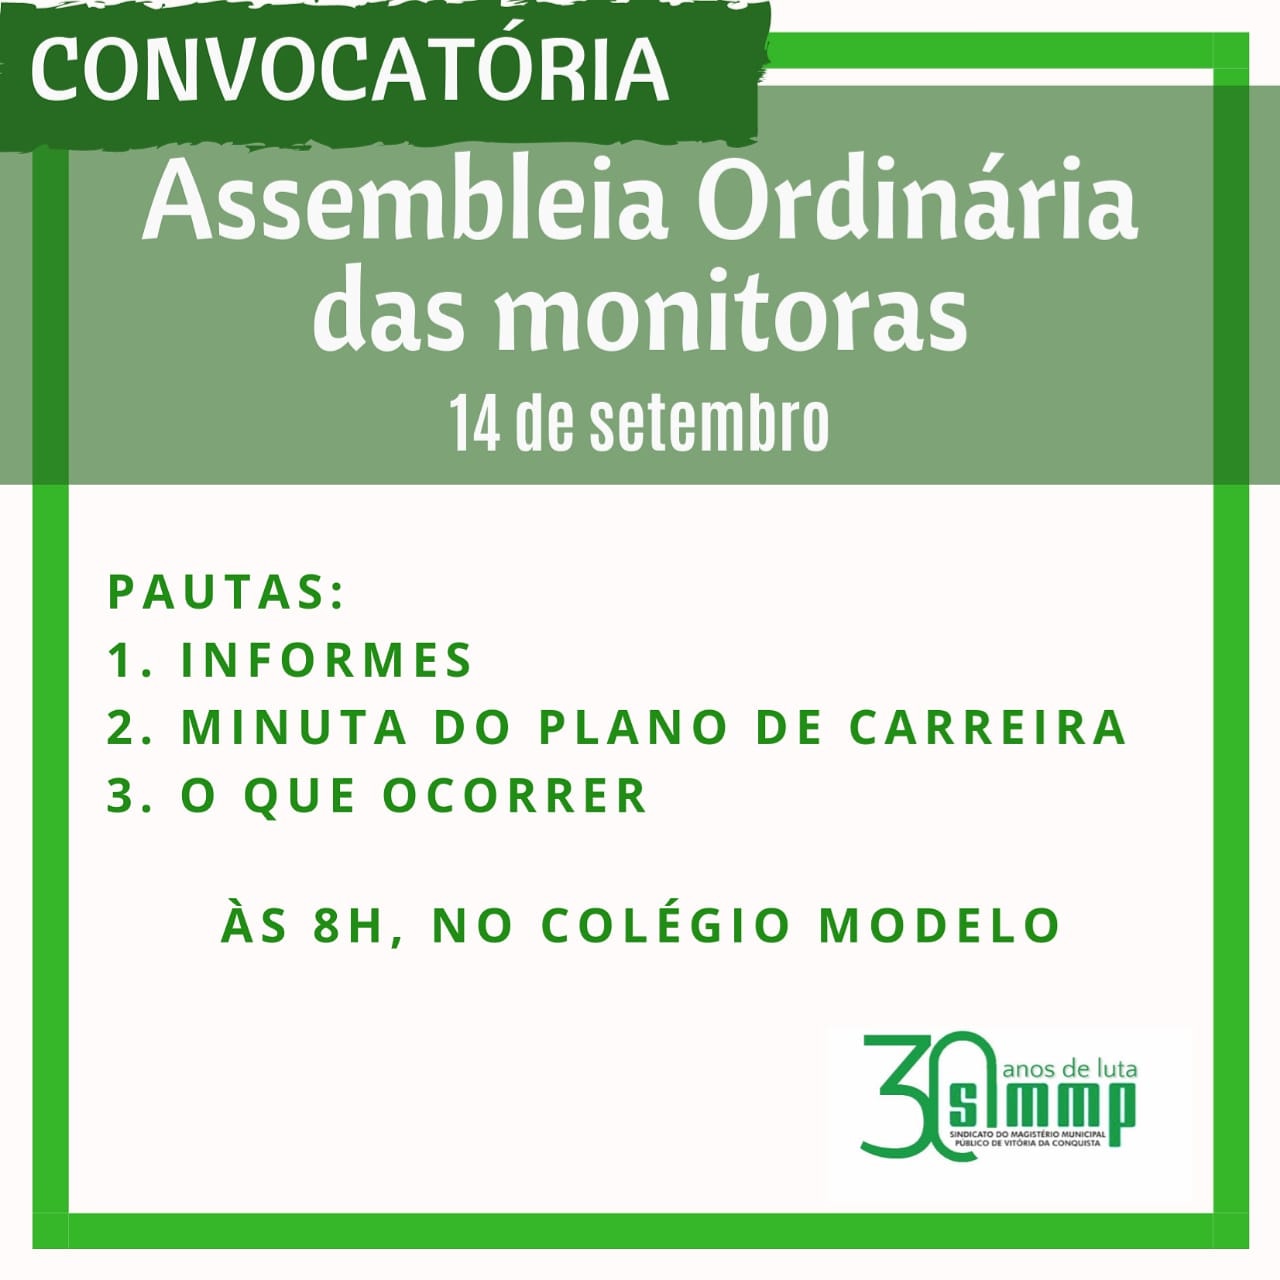 CONVOCATÓRIA
Assembleia Ordinária
das monitoras
14 de setembro
PAUTAS:
1. INFORMES
2. MINUTA DO PLANO DE CARREIRA
3. O QUE OCORRER
ÀS 8H, NO COLÉGIO MODELO
30 anos de luta
simmp
SINDICATO DO MAGISTÉRIO MUNICIPAL
PÚBLICO DE VITÓRIA DA CONQUISTA